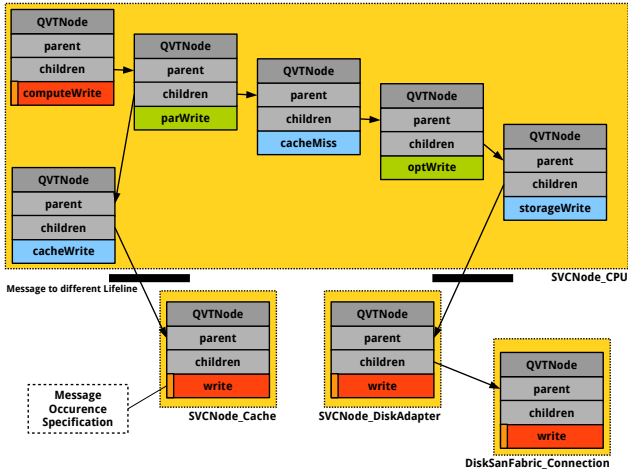 QVTNode
parent
children
computeWrite
QVTNode
parent
children
parWrite
QVTNode
parent
children
cacheMiss
QVTNode
parent
children
optWrite
QVTNode
parent
children
storageWrite
QVTNode
parent
children
cacheWrite
SVCNode_CPU
Message to different Lifeline
QVTNode
parent
children
write
SVCNode_Cache
QVTNode
parent
children
write
SVCNode_DiskAdapter
QVTNode
parent
children
write
DiskSanFabric_Connection
Message
Occurence
Specification